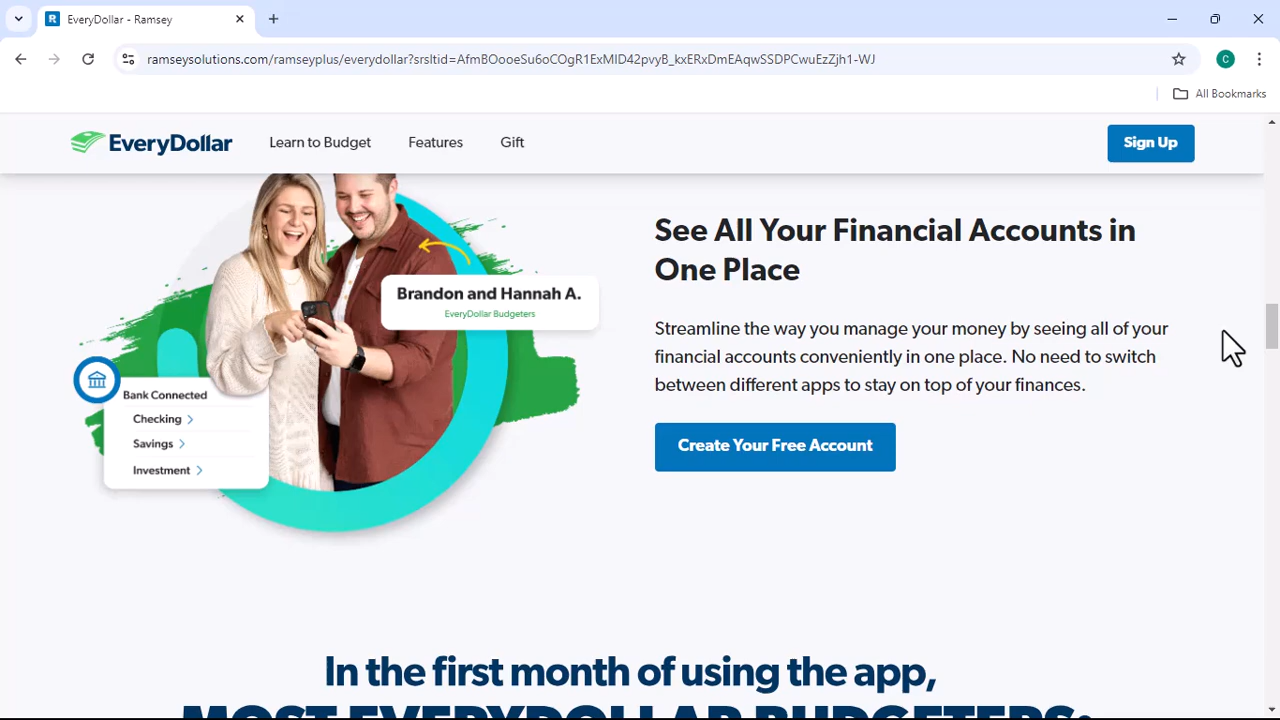 EveryDollar - Ramsey
ramseysolutions.com/ramseyplus/everydollar?srsltid=AfmBOooeSu6oCOgR1ExMID42pvyB_kxERxDmEAqwSSDPCwuEzZjh1-WJ
C
All Bookmarks
EveryDollar
Learn to Budget
Features
Gift
Sign Up
Brandon and Hannah A.
EveryDollar Budgeters
Bank Connected
Checking
Savings
Investment
See All Your Financial Accounts in
One Place
Streamline the way you manage your money by seeing all of your
financial accounts conveniently in one place. No need to switch
between different apps to stay on top of your finances.
Create Your Free Account
In the first month of using the app,
MOST EVERYDOLLAR BUDGETERS: